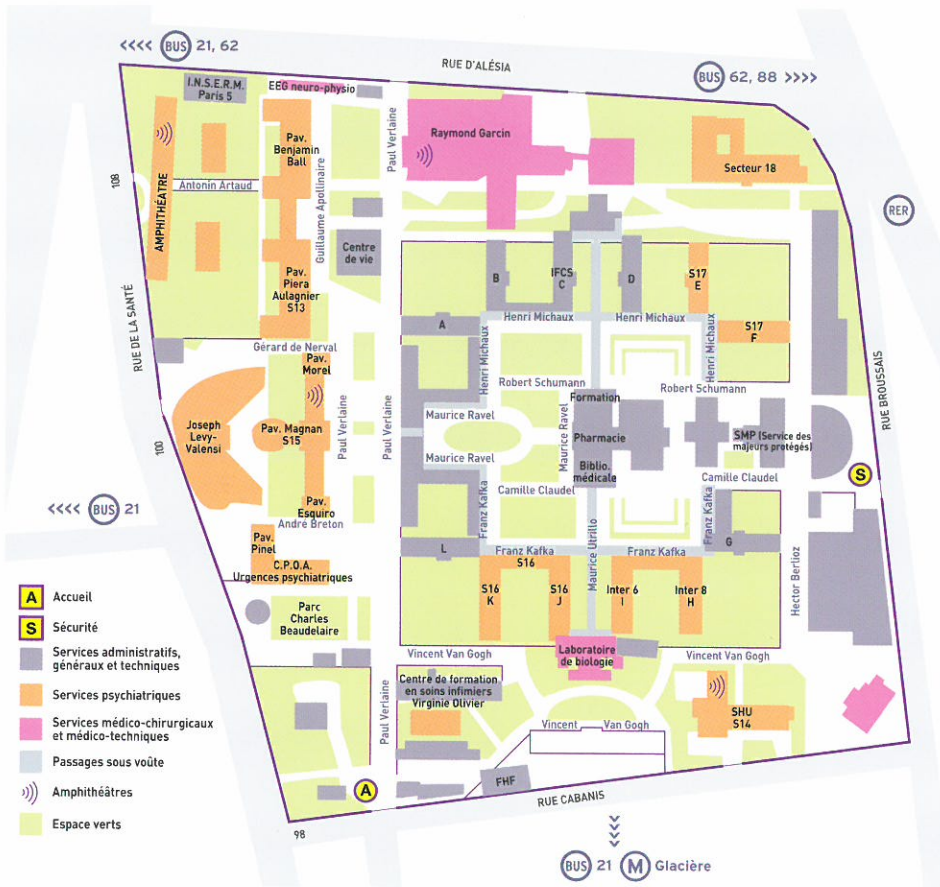 <<<< BUS 21, 62
RUE D'ALÉSIA
BUS 62, 88 >>>>
I.N.S.E.R.M.
Paris 5
EEG neuro-physio
Pav.
Benjamin
Ball
Paul Verlaine
Raymond Garcin
Secteur 18
108
Antonin Artaud
AMPHITHÉATRE
Guillaume Apollinaire
RER
Centre
de vie
Pav.
Piera
Aulagnier
S13
B
IFCS
C
D
S17
E
RUE DE LA SANTÉ
A
Henri Michaux
Henri Michaux
S17
F
Gérard de Nerval
Henri Michaux
Henri Michaux
Pav.
Morel
Robert Schumann
Robert Schumann
RUE BROUSSAIS
Formation
Joseph
Levy-
Valensi
Pav. Magnan
S15
Paul Verlaine
Paul Verlaine
Maurice Ravel
Maurice Ravel
Pharmacie
SMP (Service des
majeurs protégés)
100
Maurice Ravel
Biblio.
médicale
Camille Claudel
Camille Claudel
S
<<<< BUS 21
Pav.
Esquiro
André Breton
Franz Kafka
Franz Kafka
Pav.
Pinel
L
Franz Kafka
Maurice Utrillo
Franz Kafka
G
Hector Berlioz
C.P.O.A.
Urgences psychiatriques
S16
S16
K
S16
J
Inter 6
I
Inter 8
H
Parc
Charles
Beaudelaire
Vincent Van Gogh
Laboratoire
de biologie
Vincent Van Gogh
Centre de formation
en soins infimiers
Virginie Olivier
Paul Verlaine
SHU
S14
Vincent Van Gogh
FHF
A
98
RUE CABANIS
>>>>
BUS 21 M Glacière
A Accueil
S Sécurité
Services administratifs,
généraux et techniques
Services psychiatriques
Services médico-chirurgicaux
et médico-techniques
Passages sous voûte
Amphithéâtres
Espace verts